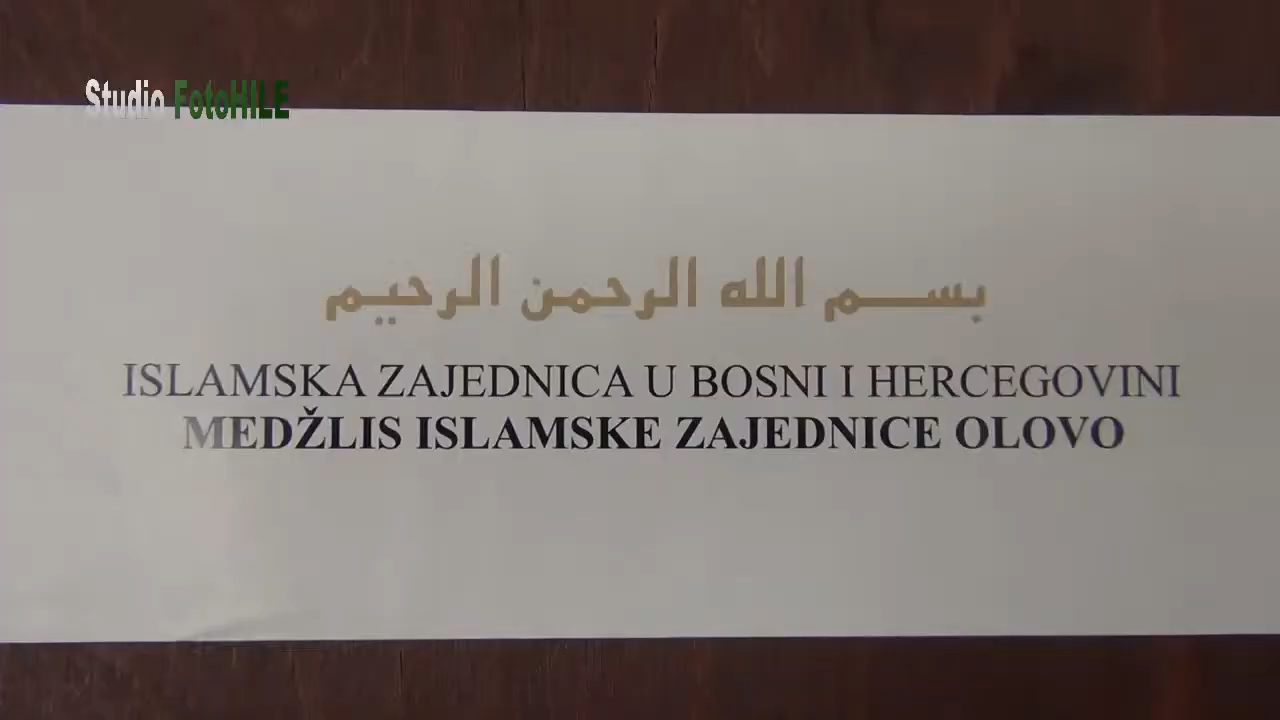 Studio FotoHILE
بسم الله الرحمن الرحيم
ISLAMSKA ZAJEDNICA U BOSNI I HERCEGOVINI
MEDŽLIS ISLAMSKE ZAJEDNICE OLOVO